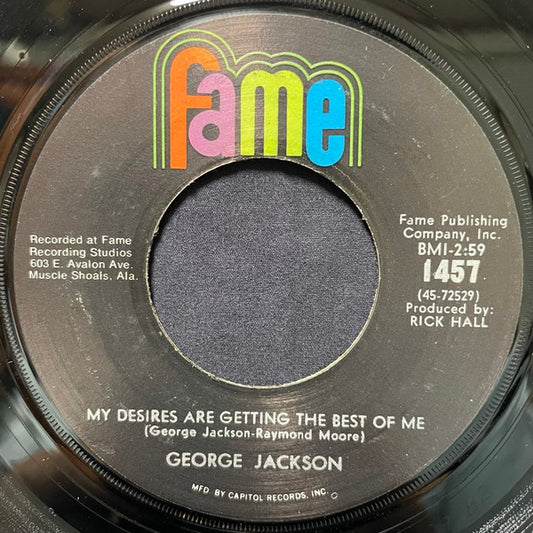 fame
Recorded at Fame
Recording Studios
603 E. Avalon Ave.
Muscle Shoals, Ala.
Fame Publishing
Company, Inc.
BMI-2:59
1457
(45-72529)
Produced by:
RICK HALL
MY DESIRES ARE GETTING THE BEST OF ME
(George Jackson-Raymond Moore)
GEORGE JACKSON
MFD BY CAPITOL RECORDS, INC.